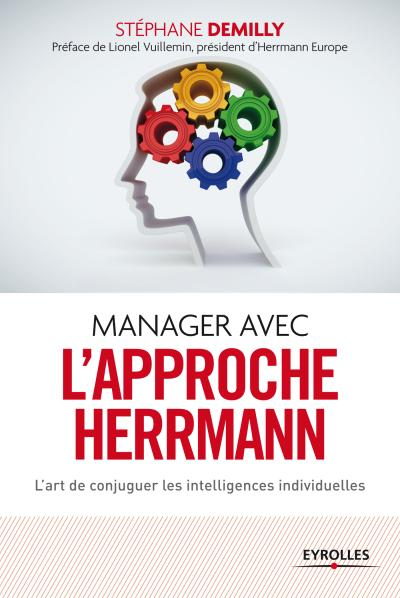 STÉPHANE DEMILLY
Préface de Lionel Vuillemin, président d'Herrmann Europe
MANAGER AVEC
L'APPROCHE
HERRMANN
L'art de conjuguer les intelligences individuelles
EYROLLES